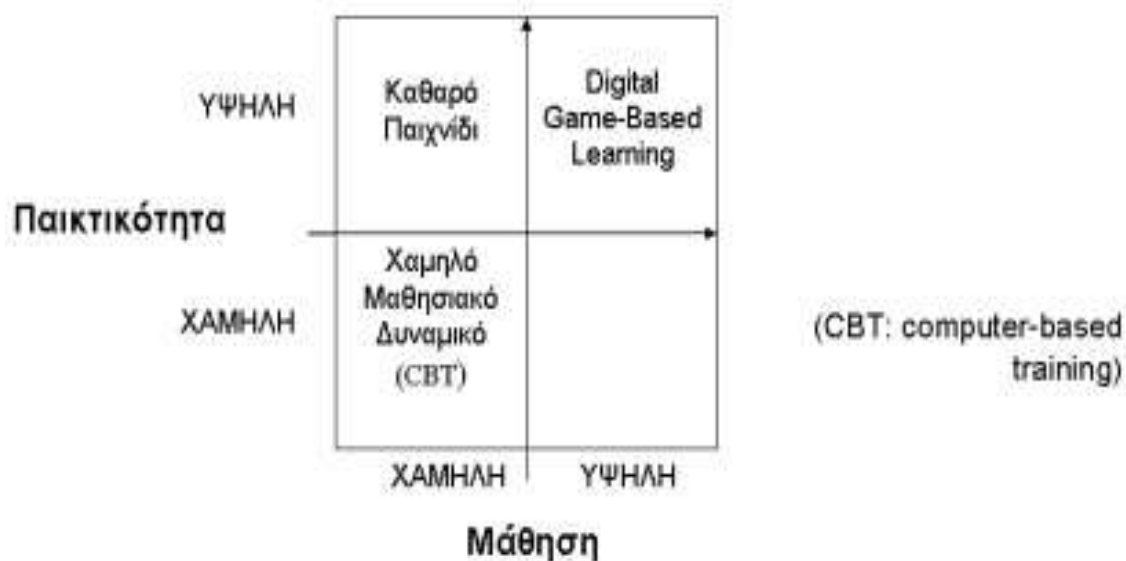 ΥΨΗΛΗ
Καθαρό
Παιχνίδι
Digital
Game-Based
Learning
Παικτικότητα
ΧΑΜΗΛΗ
Χαμηλό
Μαθησιακό
Δυναμικό
(CBT)
(CBT: computer-based
training)
ΧΑΜΗΛΗ
ΥΨΗΛΗ
Μάθηση